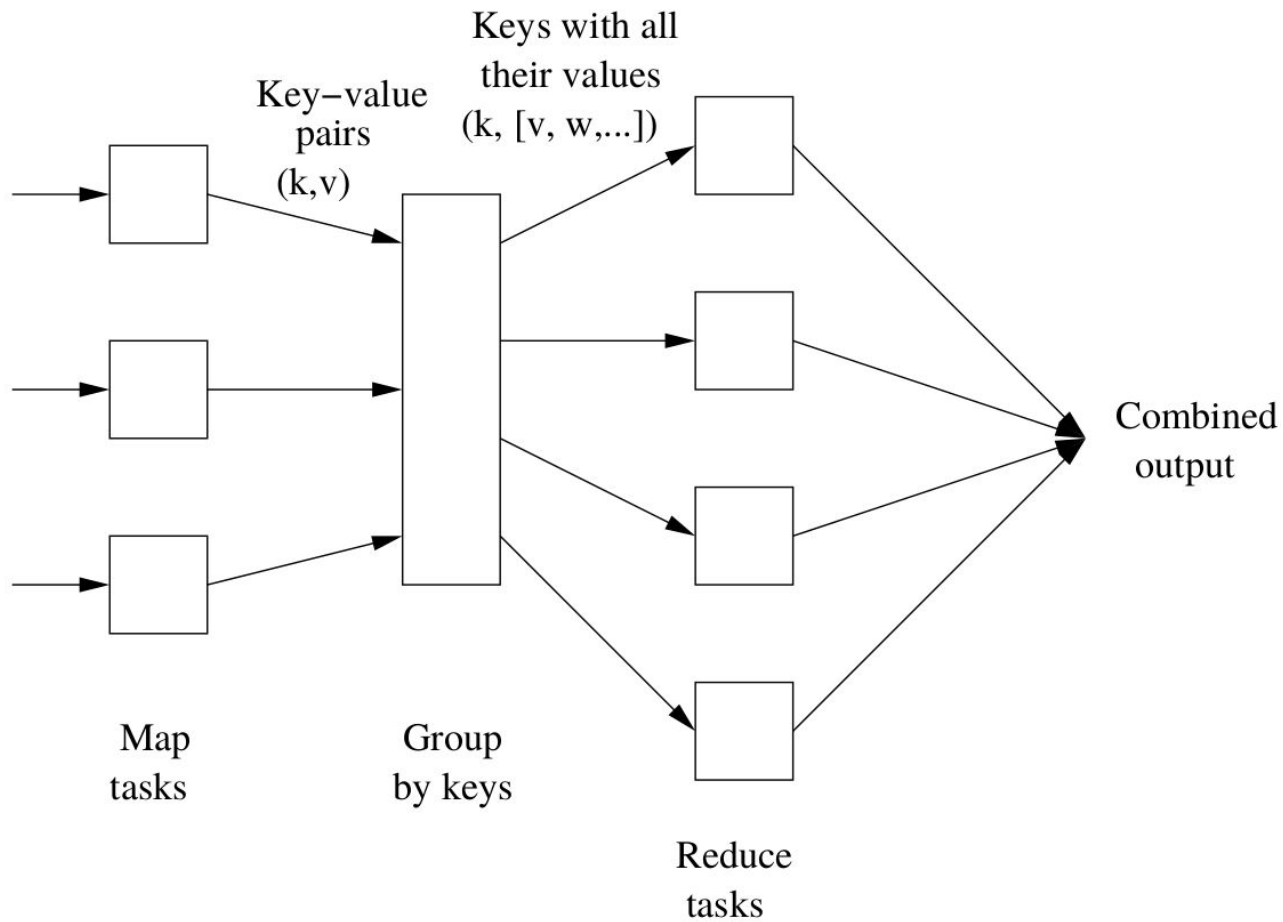 Keys with all
their values
(k, [v, w,...])
Key−value
pairs
(k,v)
Combined
output
Map
tasks
Group
by keys
Reduce
tasks